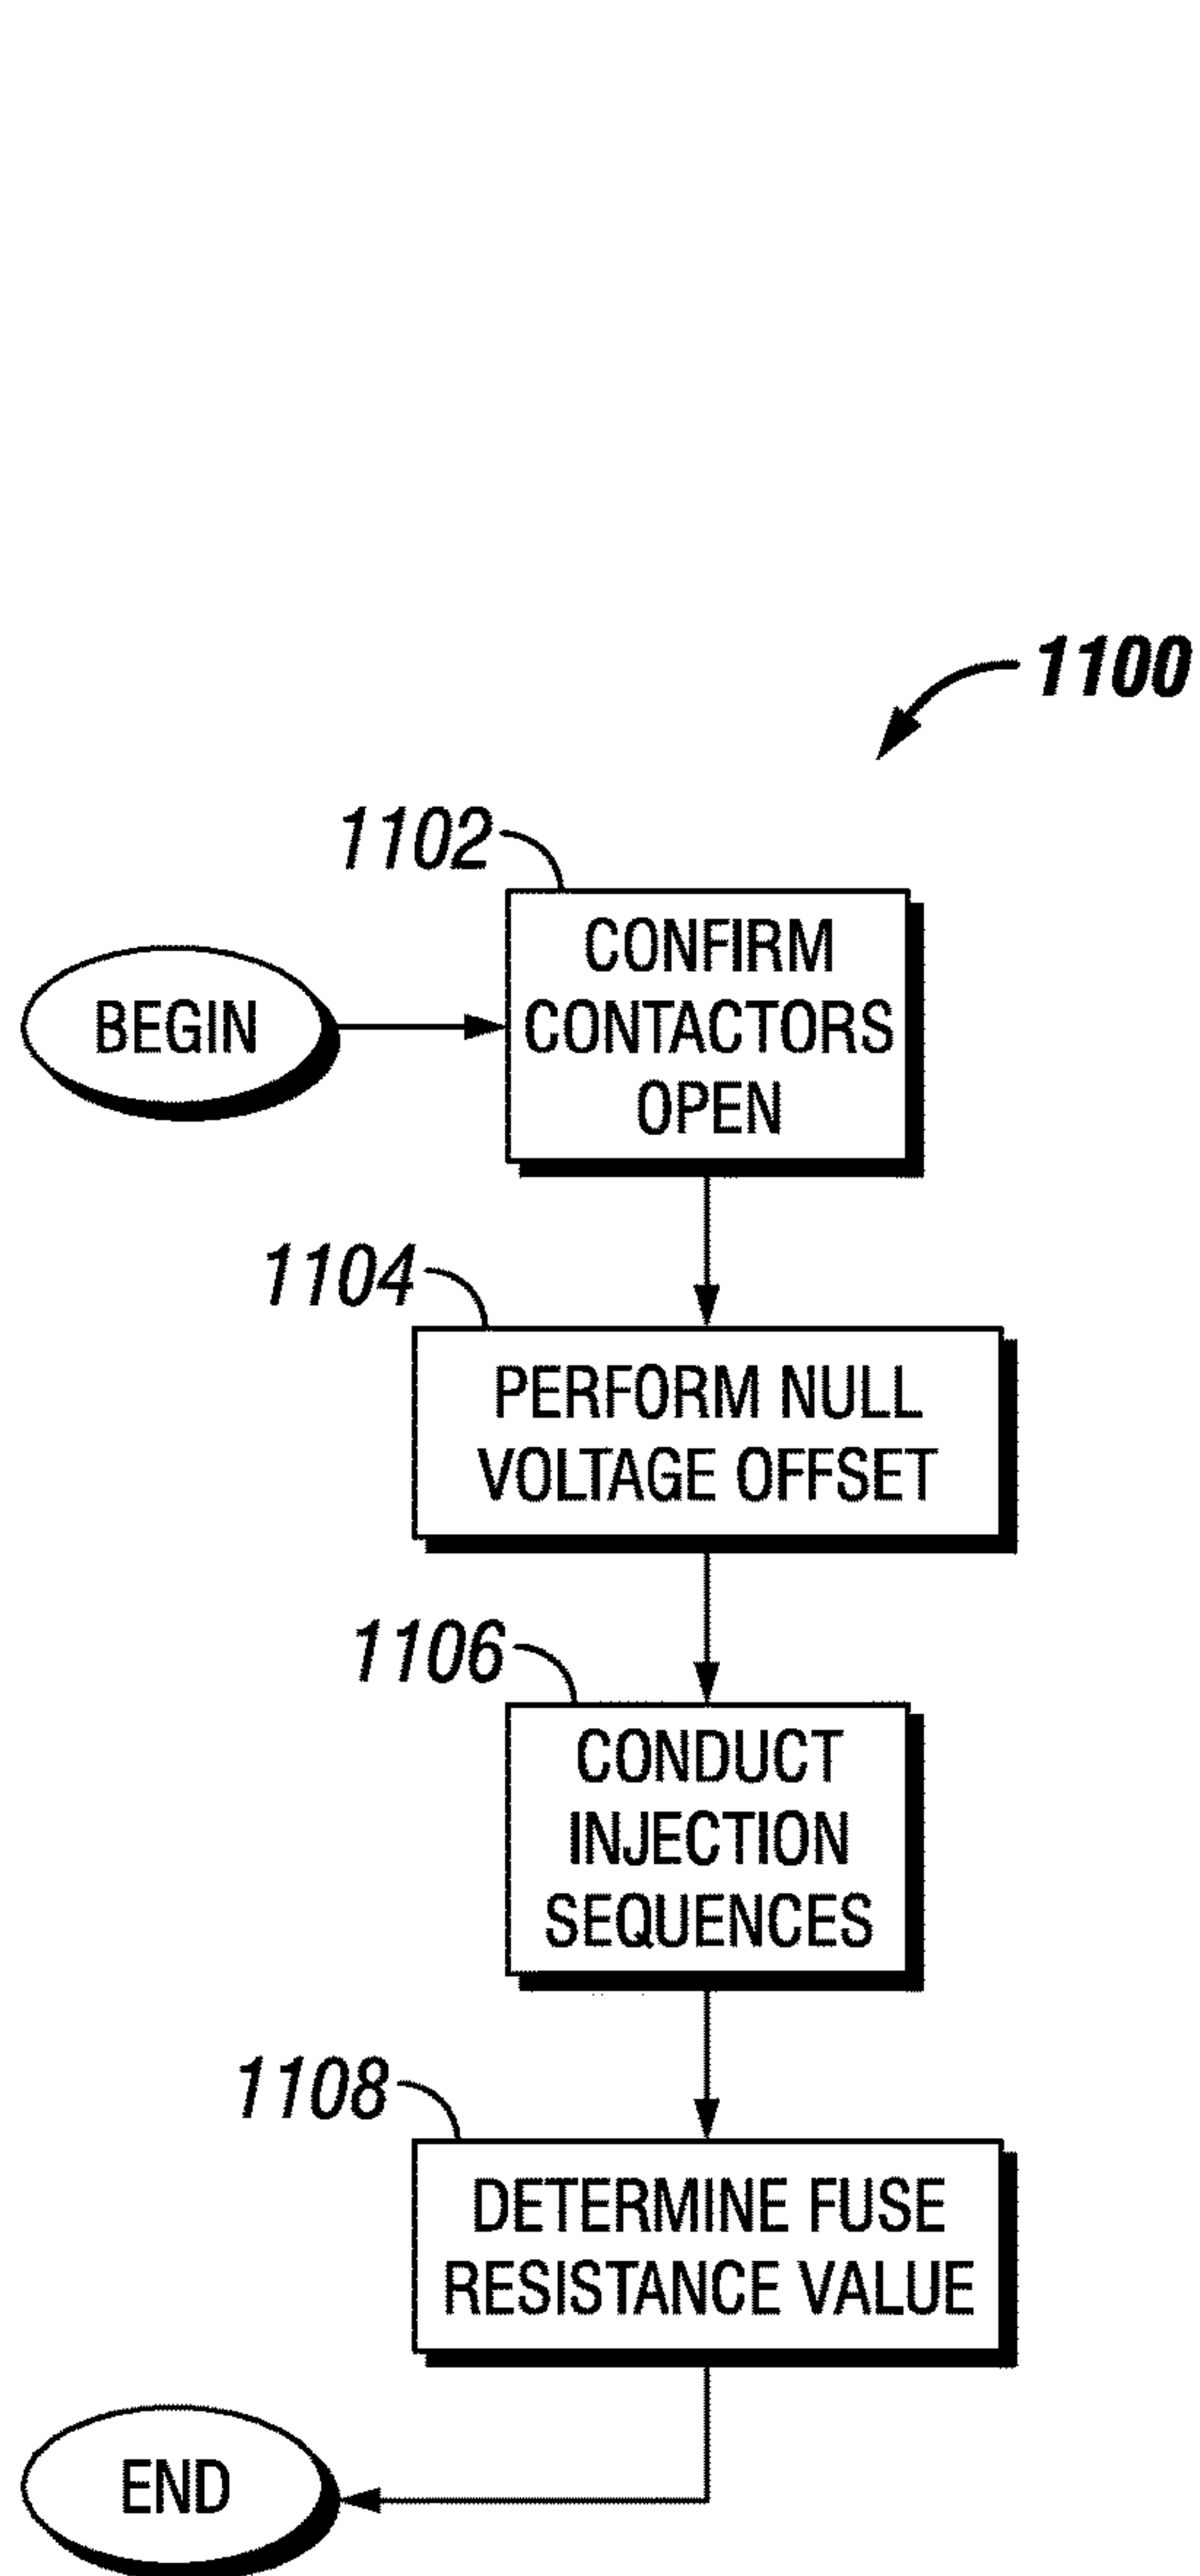 1100
1102
CONFIRM
CONTACTORS
OPEN
BEGIN
1104
PERFORM NULL
VOLTAGE OFFSET
1106
CONDUCT
INJECTION
SEQUENCES
1108
DETERMINE FUSE
RESISTANCE VALUE
END